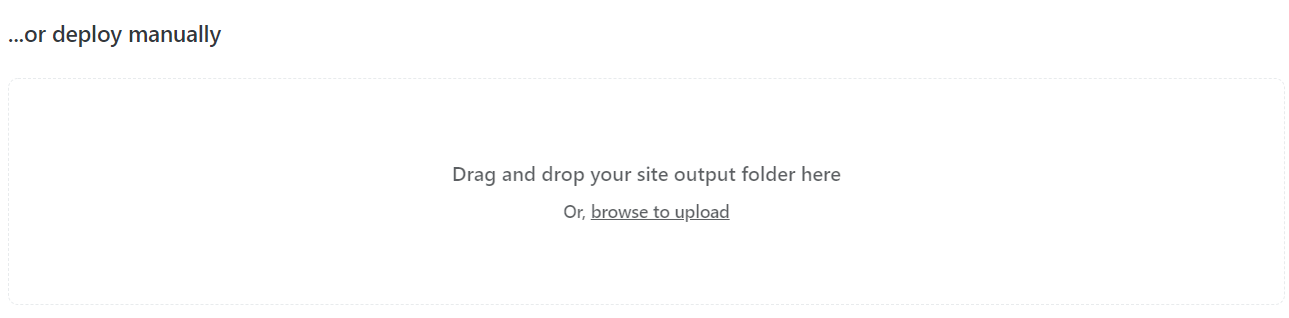 ...or deploy manually
Drag and drop your site output folder here
Or, browse to upload